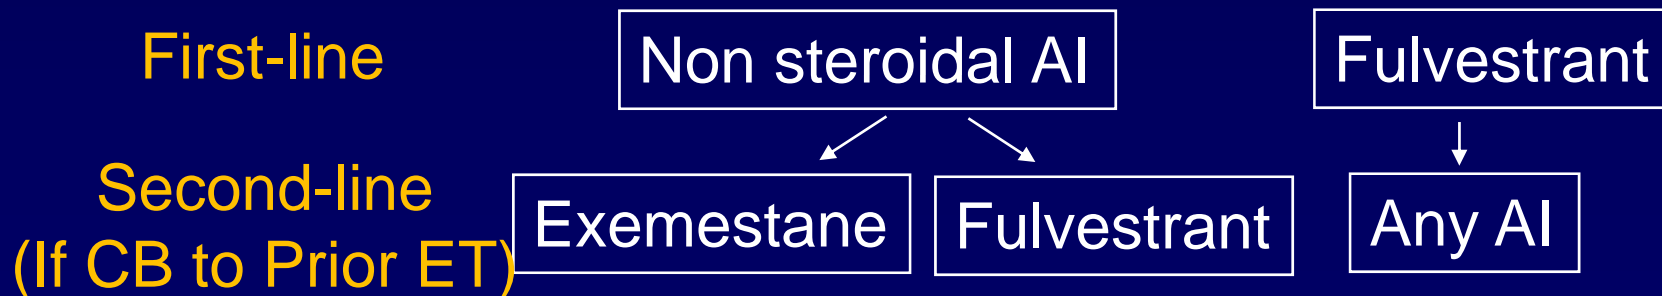 First-line
Non steroidal AI
Fulvestrant
Second-line
(If CB to Prior ET)
Exemestane
Fulvestrant
Any AI